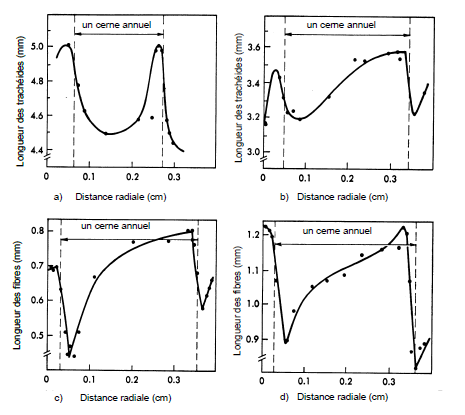 un cerne annuel
Longueur des trachéides (mm)
5.0
4.8
4.6
4.4
0 0.1 0.2 0.3
a) Distance radiale (cm)
un cerne annuel
Longueur des trachéides (mm)
3.6
3.4
3.2
3.0
0 0.1 0.2 0.3
b) Distance radiale (cm)
un cerne annuel
Longueur des fibres (mm)
0.8
0.7
0.6
0.5
0 0.1 0.2 0.3
c) Distance radiale (cm)
un cerne annuel
Longueur des fibres (mm)
1.2
1.1
1.0
0.9
0 0.1 0.2 0.3
d) Distance radiale (cm)